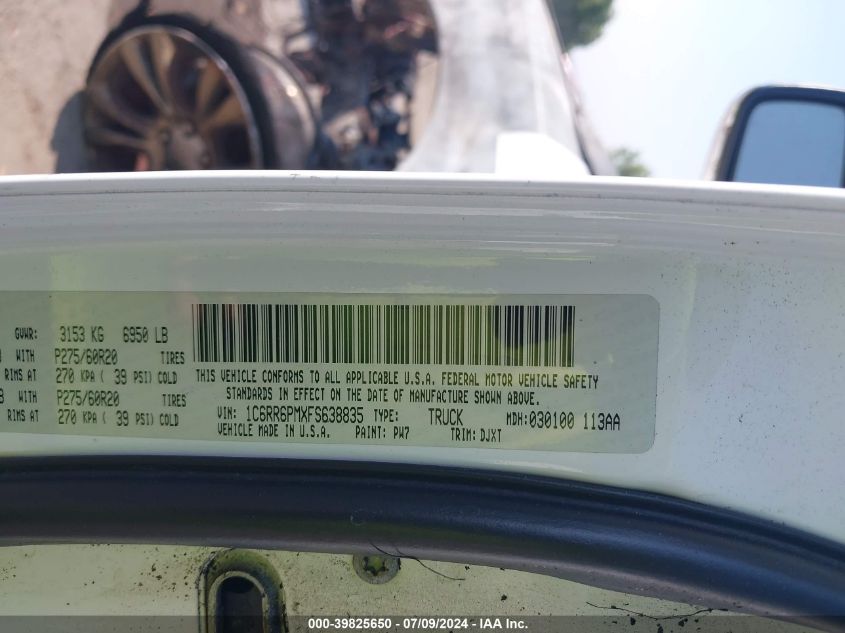 GVWR: 3153 KG 6950 LB
WITH P275/60R20 TIRES
RIMS AT 270 KPA ( 39 PSI) COLD
WITH P275/60R20 TIRES
RIMS AT 270 KPA ( 39 PSI) COLD
THIS VEHICLE CONFORMS TO ALL APPLICABLE U.S.A. FEDERAL MOTOR VEHICLE SAFETY
STANDARDS IN EFFECT ON THE DATE OF MANUFACTURE SHOWN ABOVE.
VIN: 1C6RR6PMXFS638835 TYPE: TRUCK MDH:030100 113AA
VEHICLE MADE IN U.S.A. PAINT: PW7 TRIM: DJXT
000-39825650 - 07/09/2024 - IAA Inc.